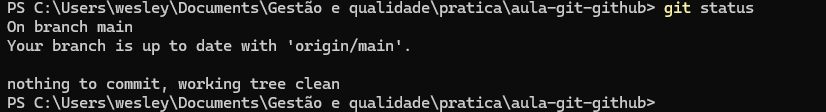 PS C:\Users\wesley\Documents\Gestão e qualidade\pratica\aula-git-github> git status
On branch main
Your branch is up to date with 'origin/main'.
nothing to commit, working tree clean
PS C:\Users\wesley\Documents\Gestão e qualidade\pratica\aula-git-github>